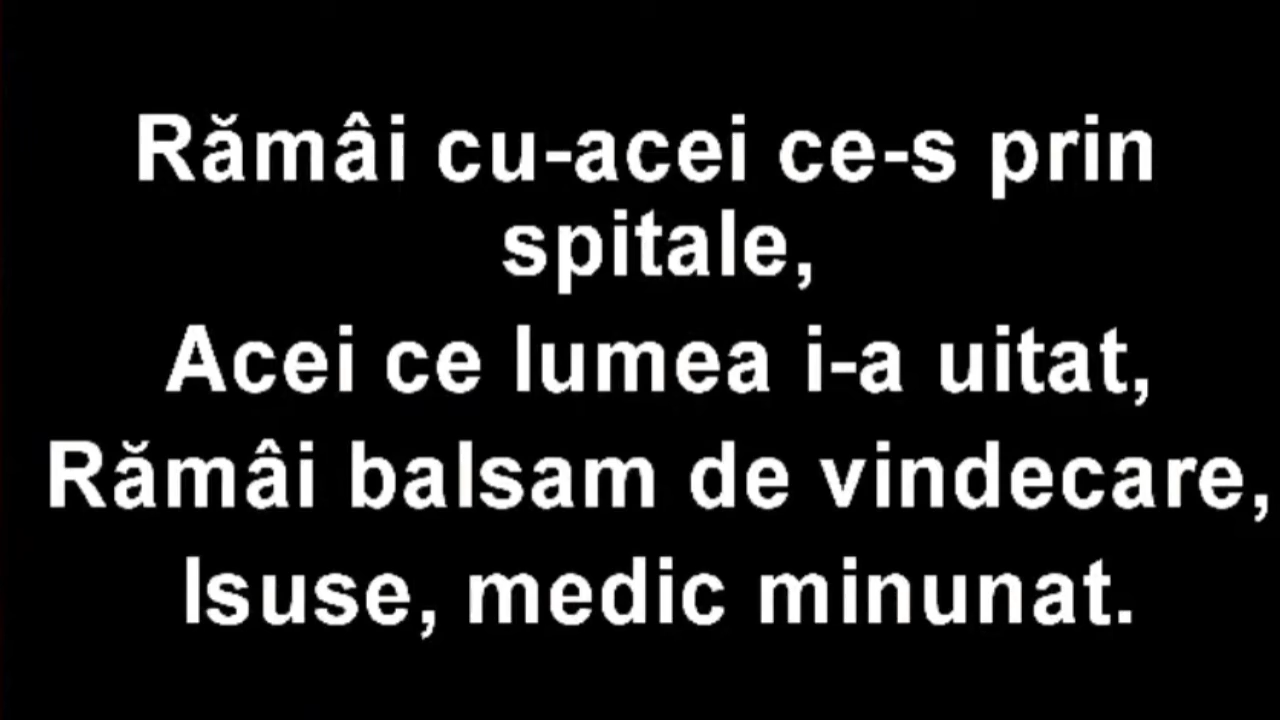 Rămâi cu-acei ce-s prin
spitale,
Acei ce lumea i-a uitat,
Rămâi balsam de vindecare,
Isuse, medic minunat.